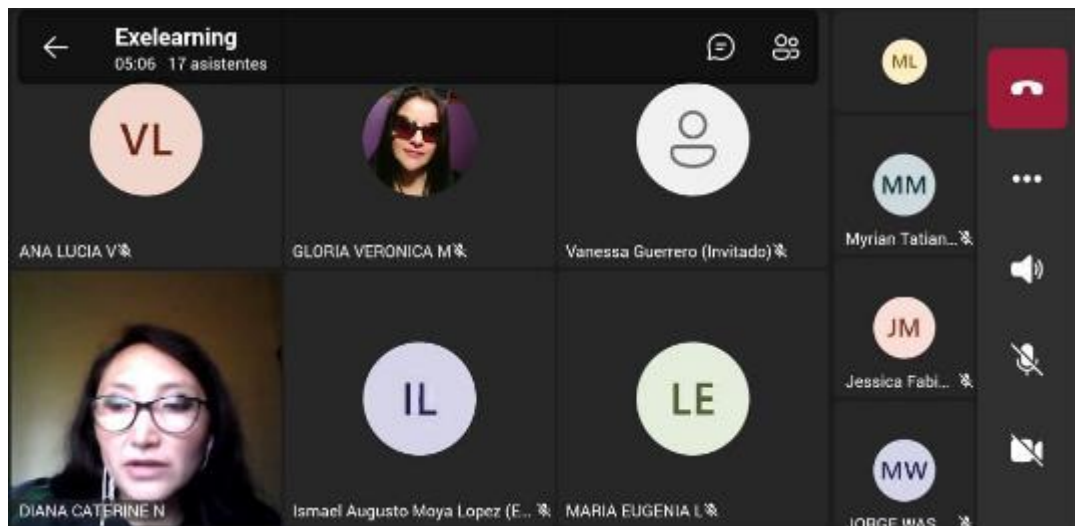 Exelearning
05:06 17 asistentes
VL
ANA LUCIA V
GLORIA VERONICA M
Vanessa Guerrero (Invitado)
DIANA CATERINE N
IL
Ismael Augusto Moya Lopez (E...
LE
MARIA EUGENIA L
ML
MM
Myrian Tatian...
JM
Jessica Fabi...
MW
JORGE WAS...